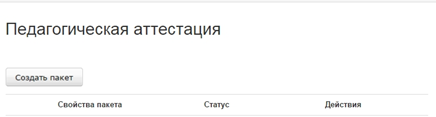 Педагогическая аттестация
Создать пакет
Свойства пакета Статус Действия